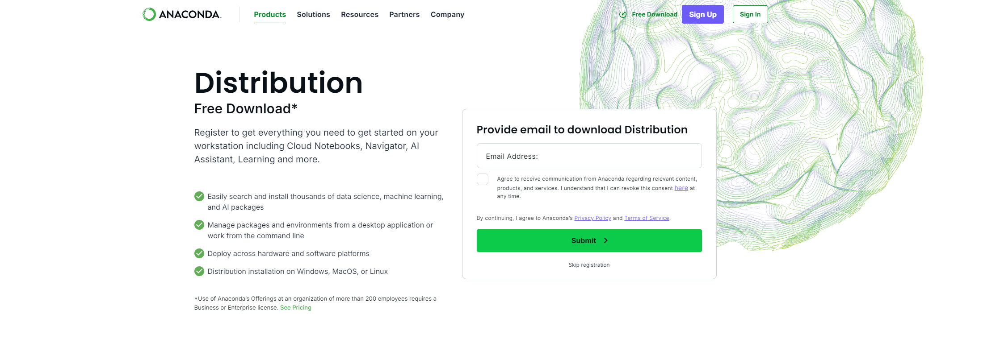 ANACONDA.
Products Solutions Resources Partners Company
Free Download Sign Up Sign In
Distribution
Free Download*
Register to get everything you need to get started on your
workstation including Cloud Notebooks, Navigator, AI
Assistant, Learning and more.
Easily search and install thousands of data science, machine learning,
and AI packages
Manage packages and environments from a desktop application or
work from the command line
Deploy across hardware and software platforms
Distribution installation on Windows, MacOS, or Linux
*Use of Anaconda’s Offerings at an organization of more than 200 employees requires a
Business or Enterprise license. See Pricing
Provide email to download Distribution
Email Address:
Agree to receive communication from Anaconda regarding relevant content,
products, and services. I understand that I can revoke this consent here at
any time.
By continuing, I agree to Anaconda’s Privacy Policy and Terms of Service.
Submit
Skip registration